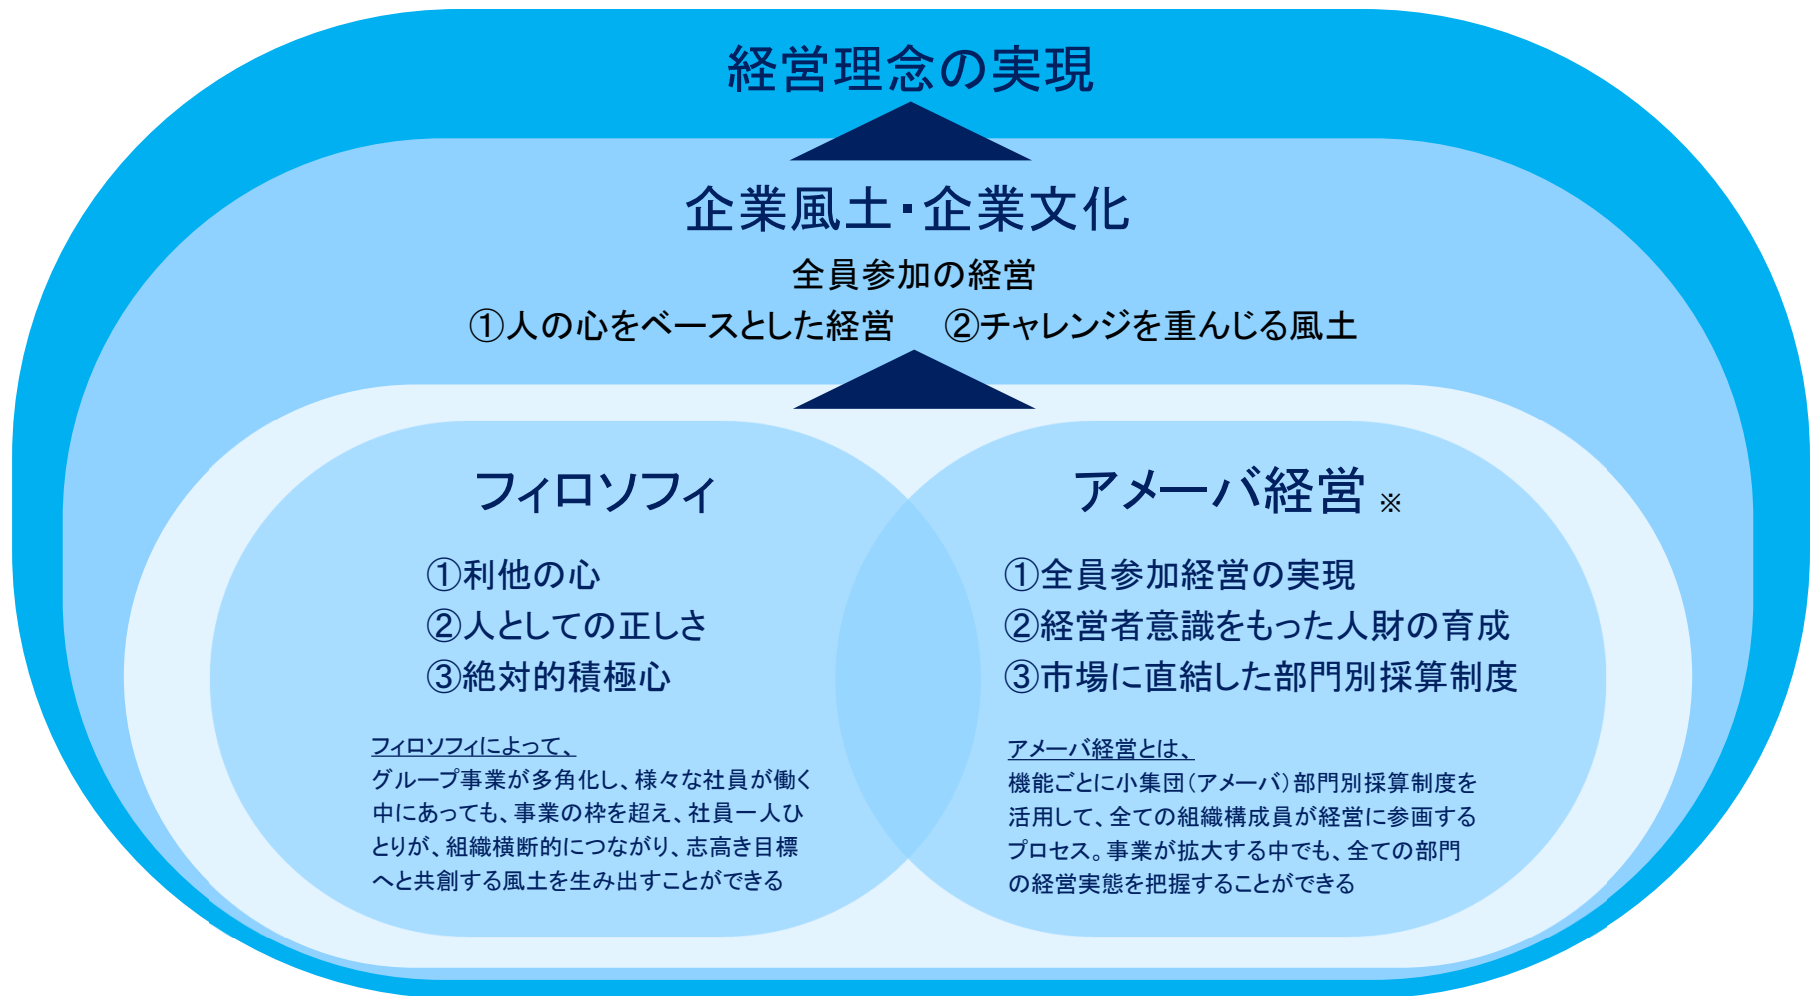 経営理念の実現
企業風土・企業文化
全員参加の経営
①人の心をベースとした経営　②チャレンジを重んじる風土
フィロソフィ
①利他の心
②人としての正しさ
③絶対的積極心
フィロソフィによって、
グループ事業が多角化し、様々な社員が働く
中にあっても、事業の枠を超え、社員一人ひ
とりが、組織横断的につながり、志高き目標
へと共創する風土を生み出すことができる
アメーバ経営 ※
①全員参加経営の実現
②経営者意識をもった人財の育成
③市場に直結した部門別採算制度
アメーバ経営とは、
機能ごとに小集団（アメーバ）部門別採算制度を
活用して、全ての組織構成員が経営に参画する
プロセス。事業が拡大する中でも、全ての部門
の経営実態を把握することができる